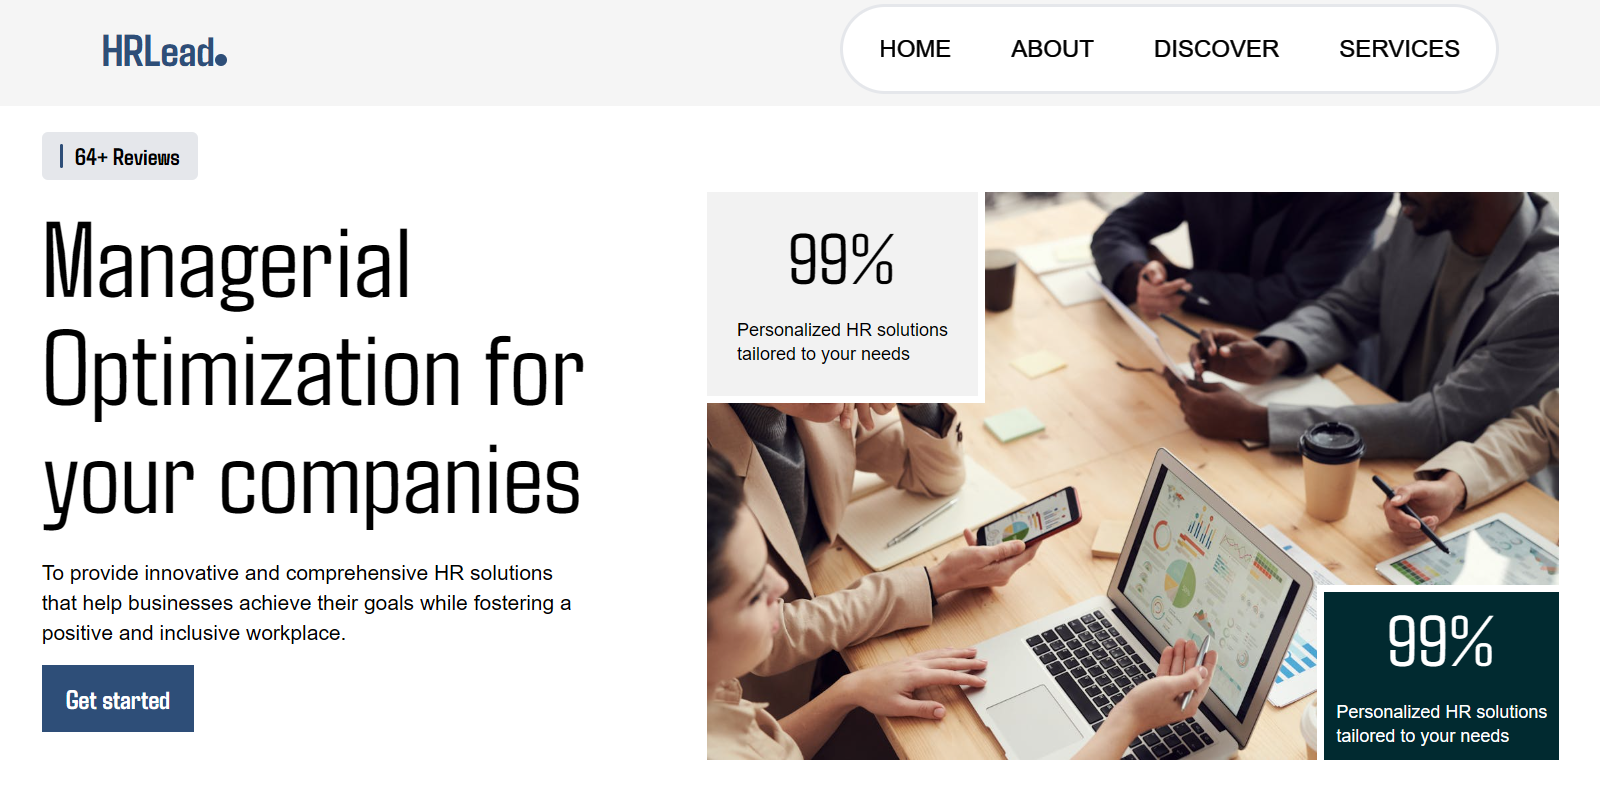 HRLead.
HOME ABOUT DISCOVER SERVICES
64+ Reviews
Managerial
Optimization for
your companies
To provide innovative and comprehensive HR solutions
that help businesses achieve their goals while fostering a
positive and inclusive workplace.
Get started
99%
Personalized HR solutions
tailored to your needs
99%
Personalized HR solutions
tailored to your needs